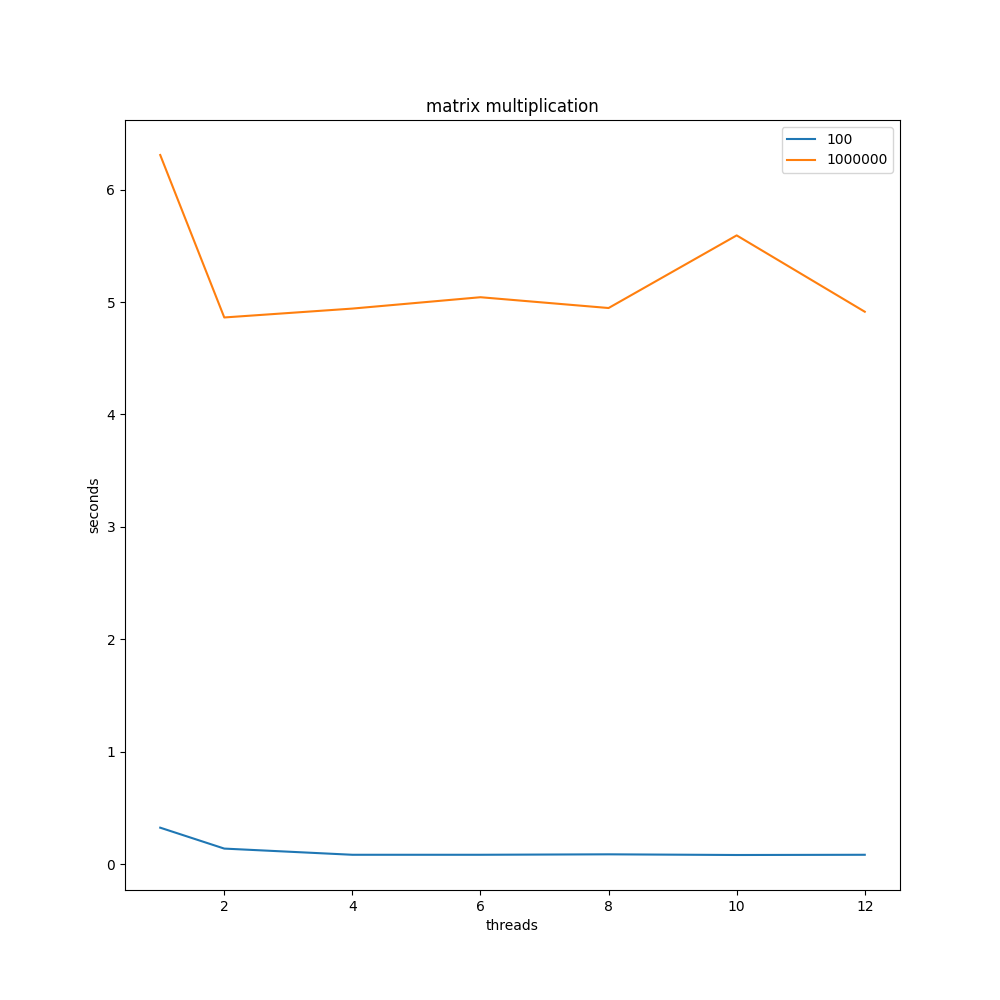 matrix multiplication
100
1000000
seconds
6
5
4
3
2
1
0
2 4 6 8 10 12
threads